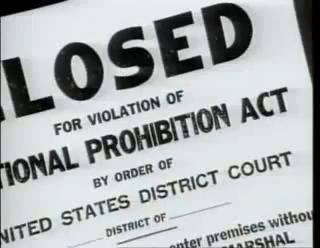 LOSED
FOR VIOLATION OF
TIONAL PROHIBITION ACT
BY ORDER OF
NITED STATES DISTRICT COURT
DISTRICT OF
enter premises withou
MARSHAL